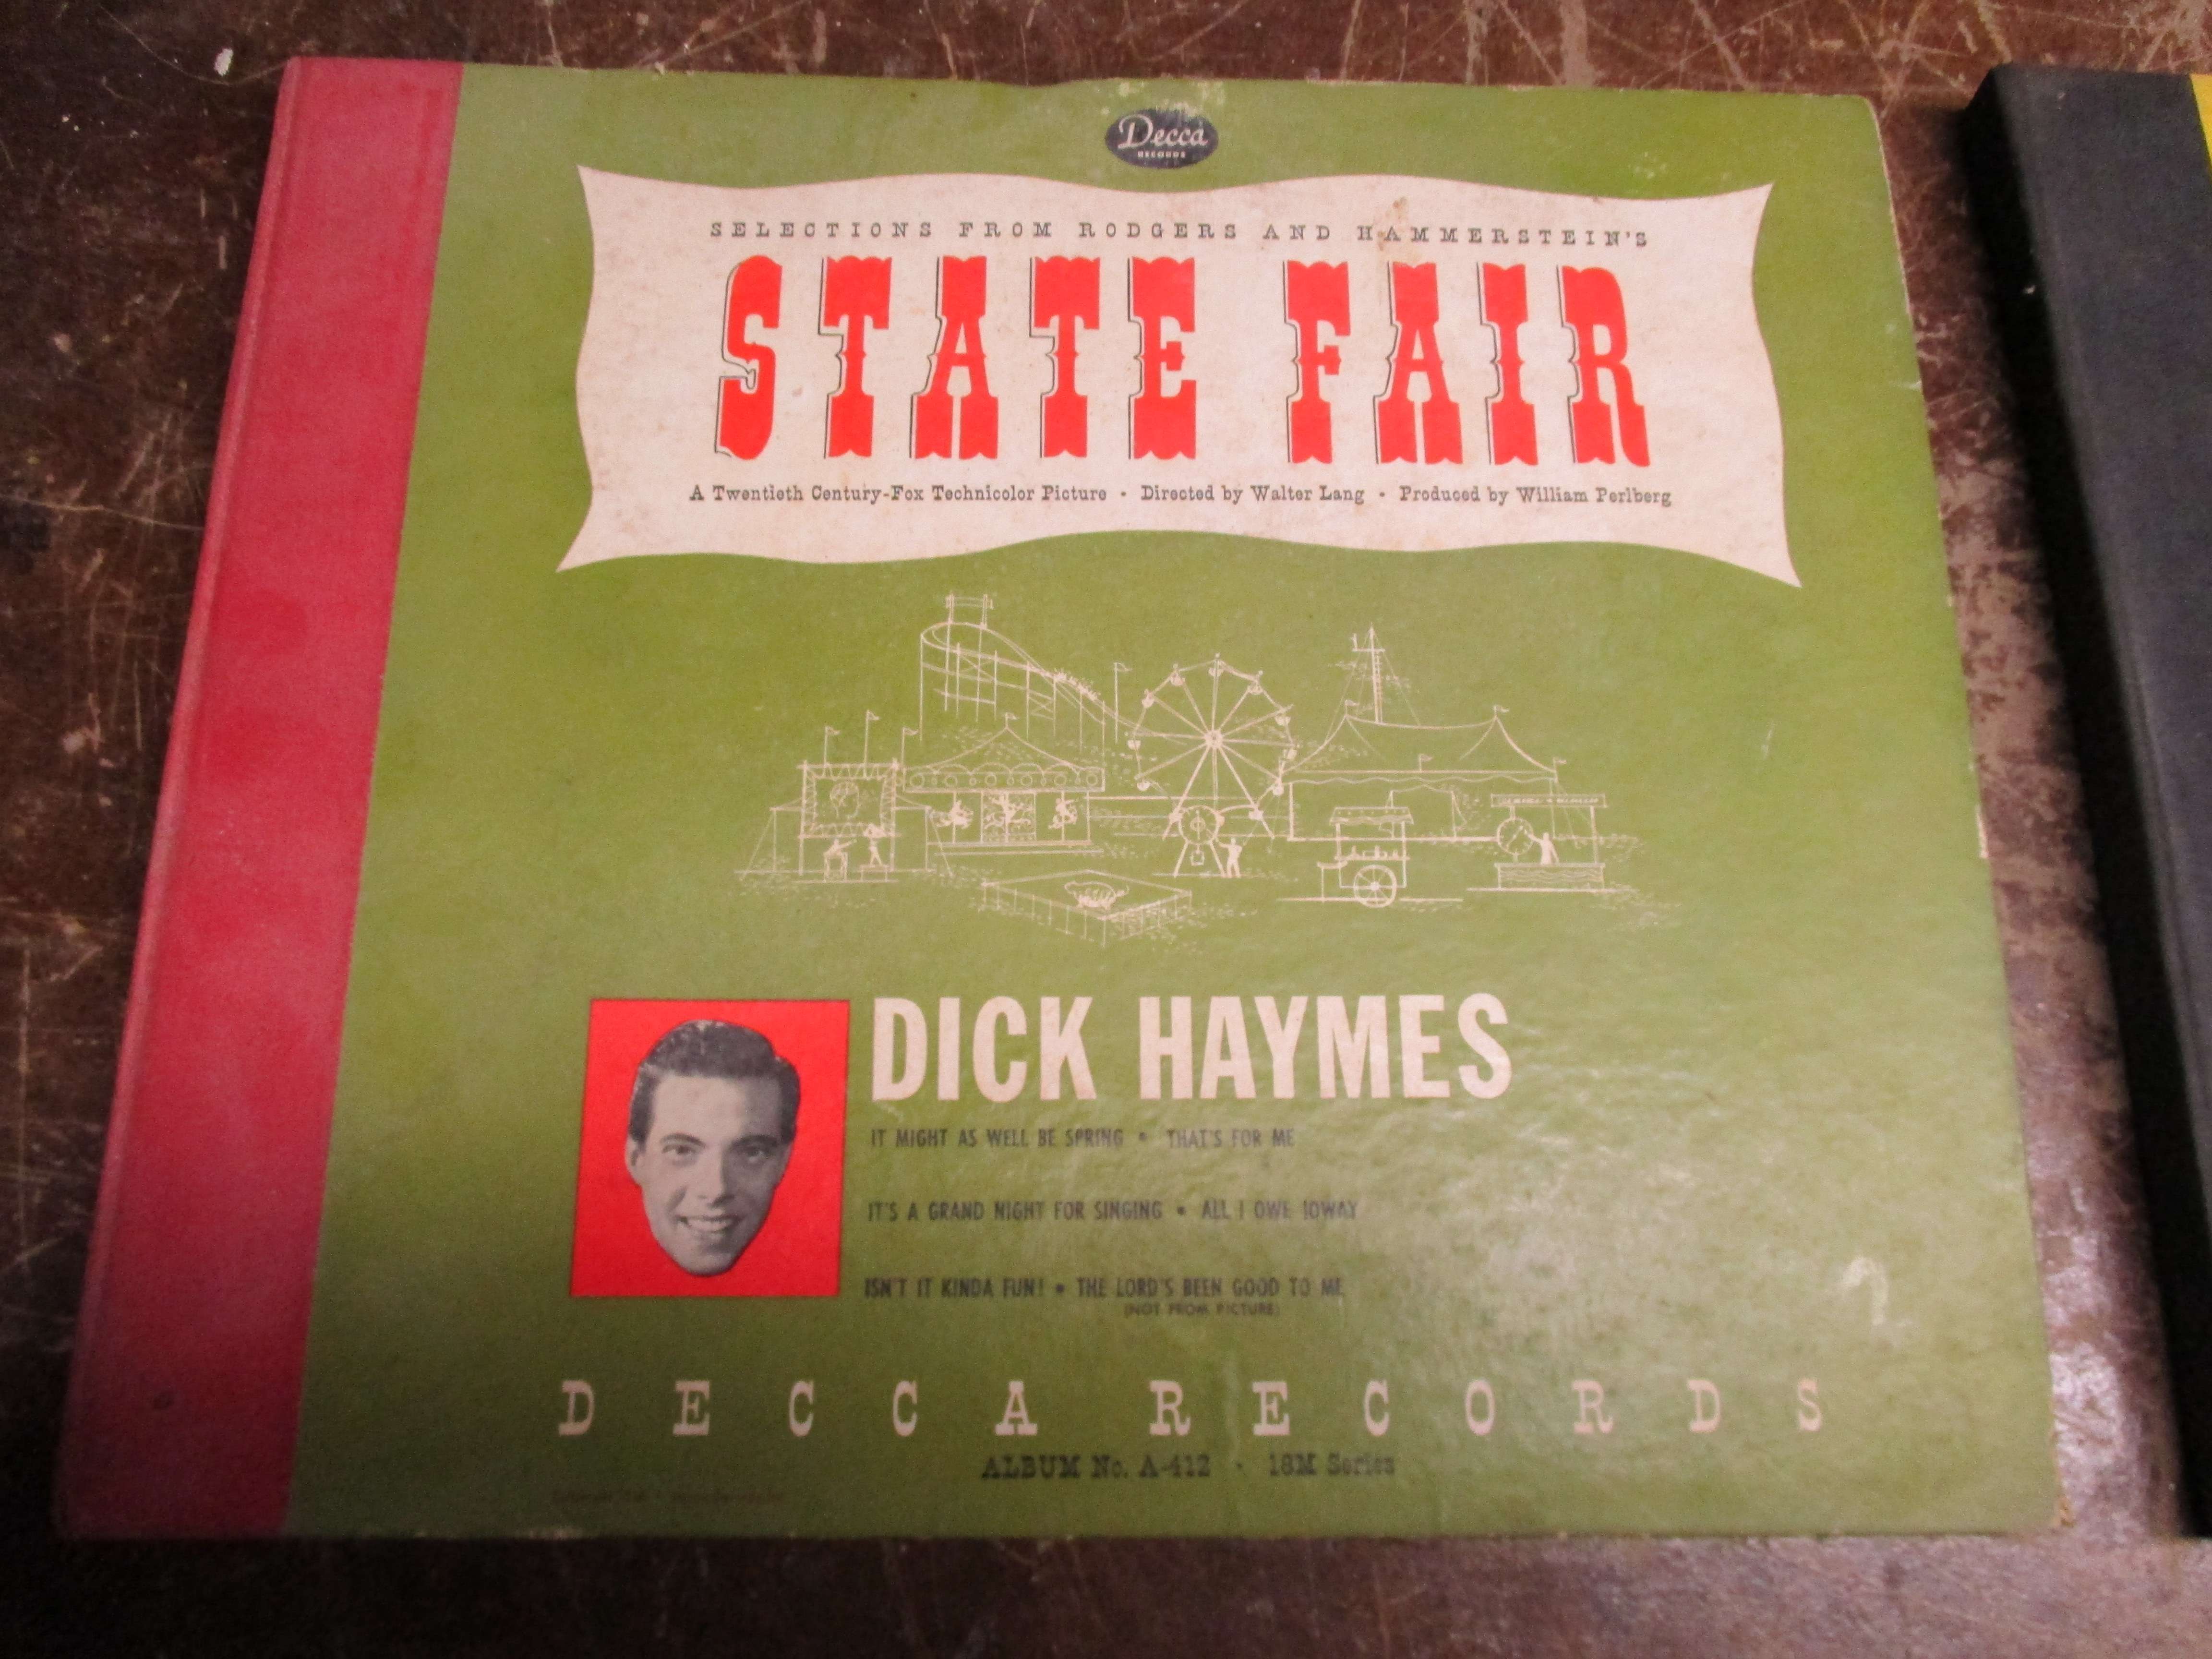 Decca
RECORDS
SELECTIONS FROM RODGERS AND HAMMERSTEIN'S
STATE FAIR
A Twentieth Century-Fox Technicolor Picture • Directed by Walter Lang • Produced by William Perlberg
DICK HAYMES
IT MIGHT AS WELL BE SPRING • THAT'S FOR ME
IT'S A GRAND NIGHT FOR SINGING • ALL I OWE IOWAY
ISN'T IT KINDA FUN! • THE LORD'S BEEN GOOD TO ME
(NOT FROM PICTURE)
DECCA RECORDS
ALBUM No. A-412 • 18M Series